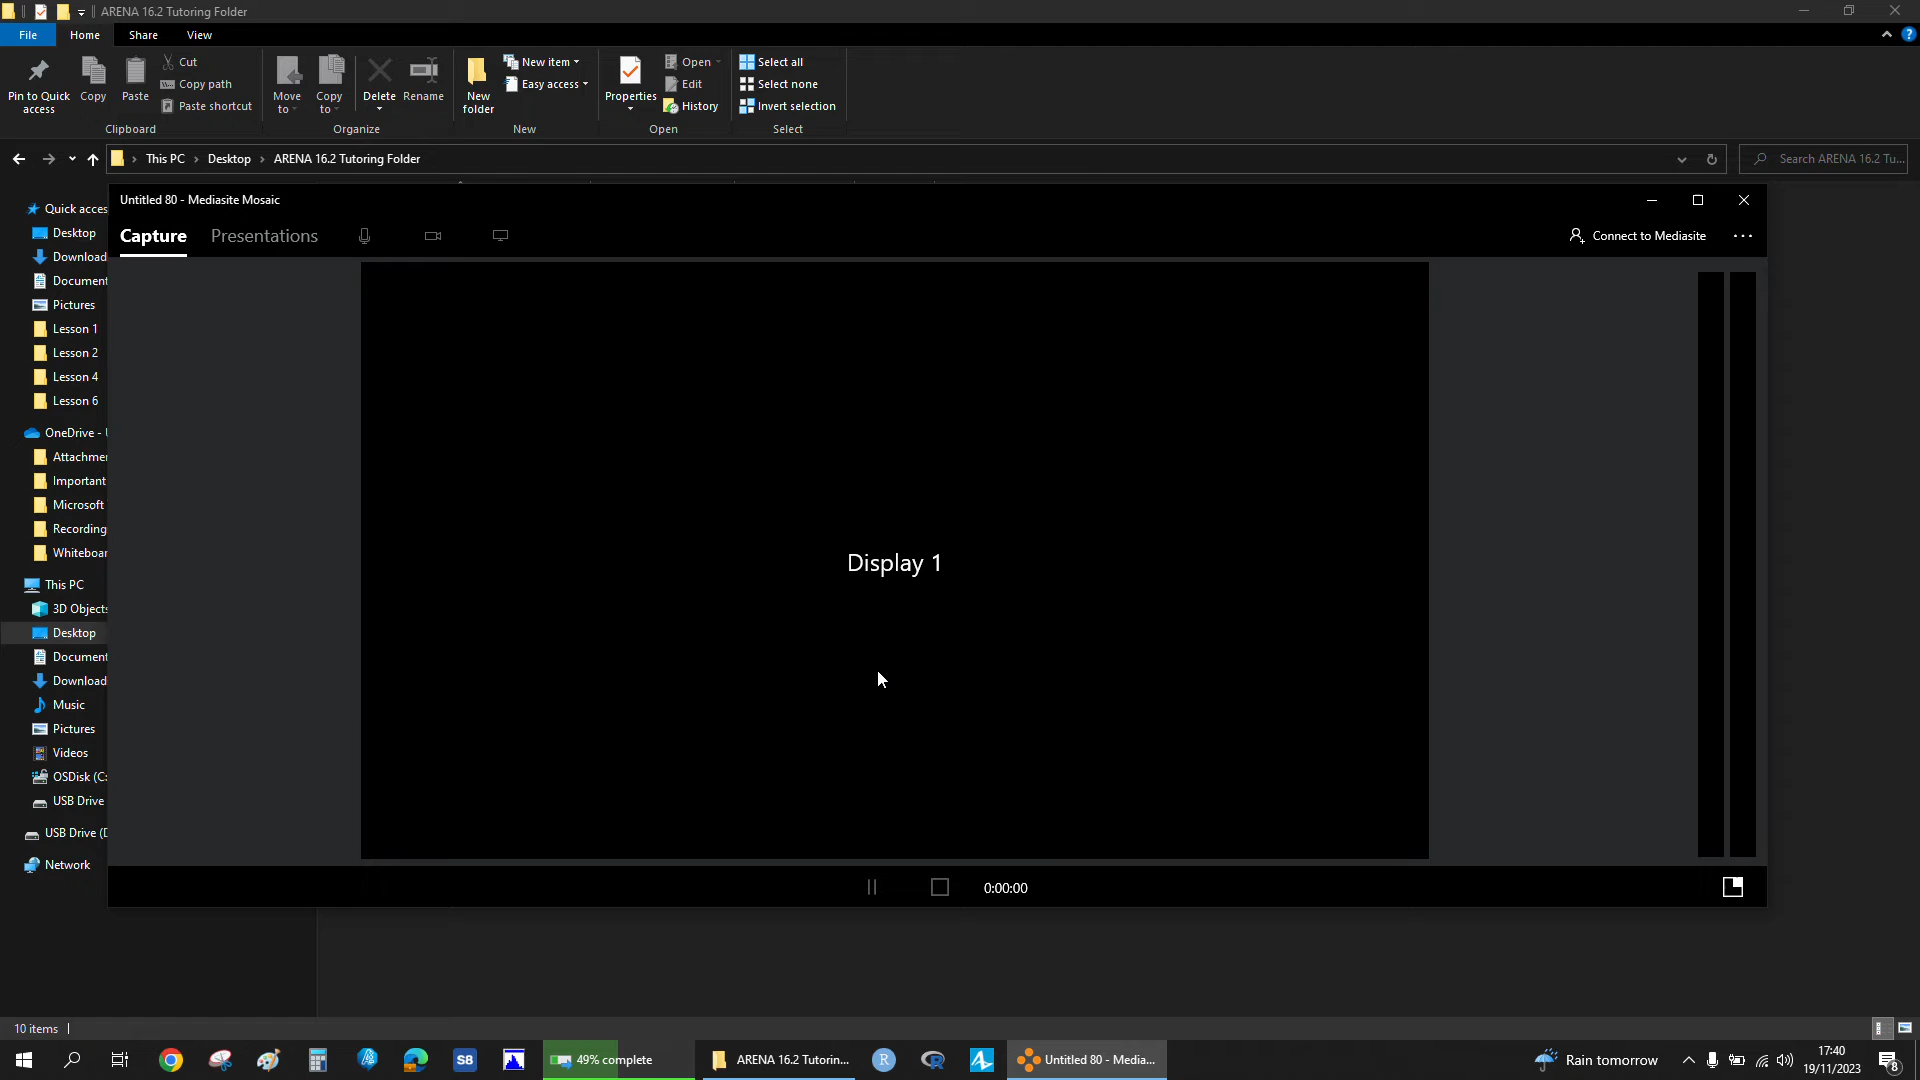 ARENA 16.2 Tutoring Folder
File Home Share View
Pin to Quick access
Copy
Paste
Cut
Copy path
Paste shortcut
Clipboard
Move to
Copy to
Delete
Rename
Organize
New folder
New item
Easy access
New
Properties
Open
Edit
History
Open
Select all
Select none
Invert selection
Select
This PC > Desktop > ARENA 16.2 Tutoring Folder
Search ARENA 16.2 Tu...
Untitled 80 - Mediasite Mosaic
Capture Presentations
Connect to Mediasite
Quick acces
Desktop
Download
Document
Pictures
Lesson 1
Lesson 2
Lesson 4
Lesson 6
OneDrive -
Attachme
Important
Microsoft
Recording
Whiteboar
This PC
3D Objects
Desktop
Document
Download
Music
Pictures
Videos
OSDisk (C:
USB Drive
USB Drive (D
Network
Display 1
0:00:00
10 items
S8
49% complete
ARENA 16.2 Tutorin...
R
Untitled 80 - Media...
Rain tomorrow
17:40
19/11/2023
8